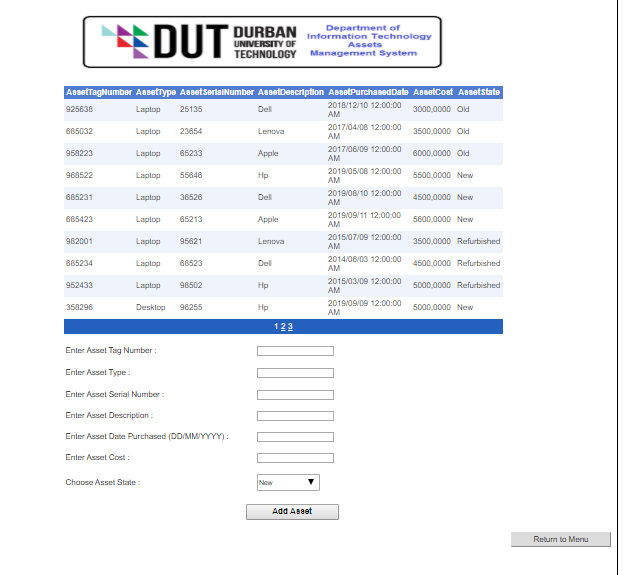 DUT DURBAN UNIVERSITY OF TECHNOLOGY
Department of
Information Technology
Assets
Management System
AssetTagNumber AssetType AssetSerialNumber AssetDescription AssetPurchasedDate AssetCost AssetState
925638 Laptop 25135 Dell 2018/12/10 12:00:00 AM 3000,0000 Old
685032 Laptop 23654 Lenova 2017/04/08 12:00:00 AM 3500,0000 Old
958223 Laptop 65233 Apple 2017/06/09 12:00:00 AM 6000,0000 Old
968522 Laptop 55646 Hp 2019/05/08 12:00:00 AM 5500,0000 New
685231 Laptop 36526 Dell 2019/08/10 12:00:00 AM 4500,0000 New
685423 Laptop 65213 Apple 2019/09/11 12:00:00 AM 5600,0000 New
982001 Laptop 95621 Lenova 2015/07/09 12:00:00 AM 3500,0000 Refurbished
685234 Laptop 68523 Dell 2014/06/03 12:00:00 AM 4500,0000 Refurbished
952433 Laptop 98502 Hp 2015/03/09 12:00:00 AM 5000,0000 Refurbished
358296 Desktop 96255 Hp 2019/09/09 12:00:00 AM 5000,0000 New
1 2 3
Enter Asset Tag Number :
Enter Asset Type :
Enter Asset Serial Number :
Enter Asset Description :
Enter Asset Date Purchased (DD/MM/YYYY) :
Enter Asset Cost :
Choose Asset State : New
Add Asset
Return to Menu